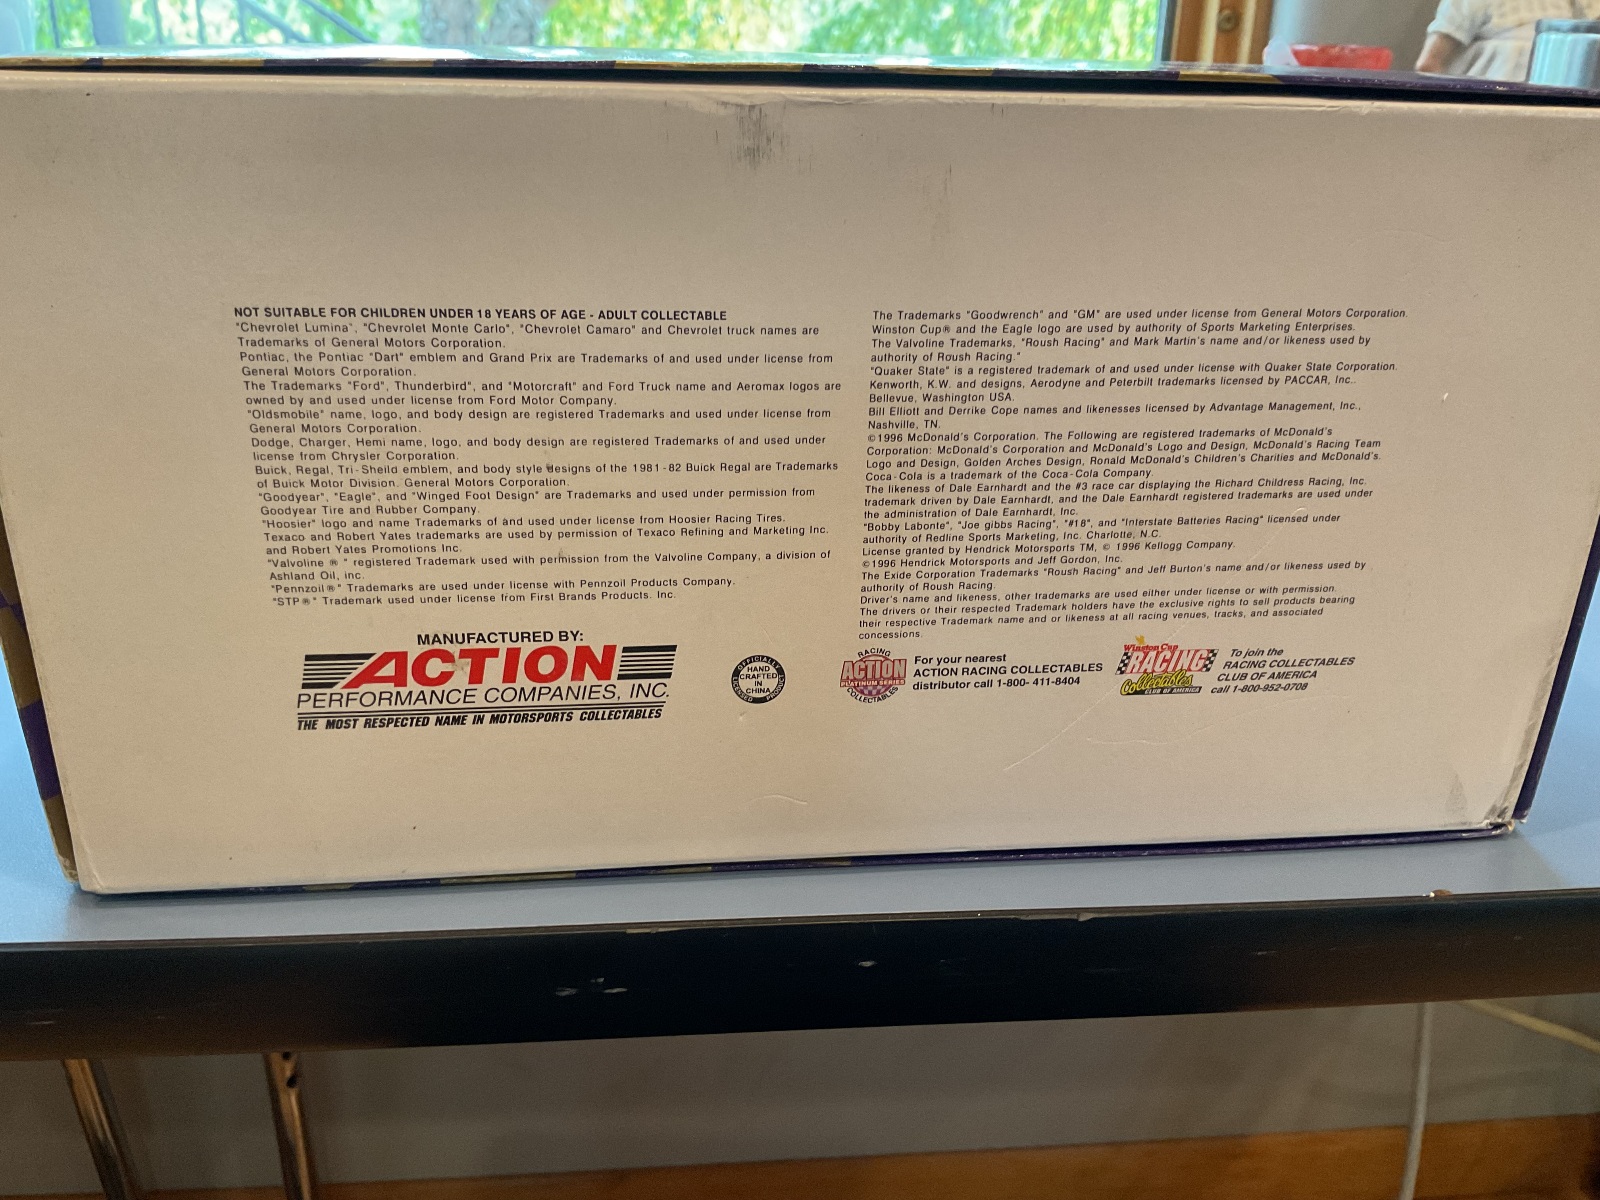 NOT SUITABLE FOR CHILDREN UNDER 18 YEARS OF AGE - ADULT COLLECTABLE
"Chevrolet Lumina", "Chevrolet Monte Carlo", "Chevrolet Camaro" and Chevrolet truck names are
Trademarks of General Motors Corporation.
Pontiac, the Pontiac "Dart" emblem and Grand Prix are Trademarks of and used under license from
General Motors Corporation.
The Trademarks "Ford", Thunderbird", and "Motorcraft" and Ford Truck name and Aeromax logos are
owned by and used under license from Ford Motor Company.
"Oldsmobile" name, logo, and body design are registered Trademarks and used under license from
General Motors Corporation.
Dodge, Charger, Hemi name, logo, and body design are registered Trademarks of and used under
license from Chrysler Corporation.
Buick, Regal, Tri-Sheild emblem, and body style designs of the 1981-82 Buick Regal are Trademarks
of Buick Motor Division. General Motors Corporation.
"Goodyear", "Eagle", and "Winged Foot Design" are Trademarks and used under permission from
Goodyear Tire and Rubber Company.
"Hoosier" logo and name Trademarks of and used under license from Hoosier Racing Tires.
Texaco and Robert Yates trademarks are used by permission of Texaco Refining and Marketing Inc.
and Robert Yates Promotions Inc.
"Valvoline ® " registered Trademark used with permission from the Valvoline Company, a division of
Ashland Oil, inc.
"Pennzoil®" Trademarks are used under license with Pennzoil Products Company.
"STP®" Trademark used under license from First Brands Products. Inc.
MANUFACTURED BY:
ACTION
PERFORMANCE COMPANIES, INC.
THE MOST RESPECTED NAME IN MOTORSPORTS COLLECTABLES
OFFICIALLY
LICENSED PRODUCT
HAND
CRAFTED
IN
CHINA
The Trademarks "Goodwrench" and "GM" are used under license from General Motors Corporation.
Winston Cup® and the Eagle logo are used by authority of Sports Marketing Enterprises.
The Valvoline Trademarks, "Roush Racing" and Mark Martin's name and/or likeness used by
authority of Roush Racing."
"Quaker State" is a registered trademark of and used under license with Quaker State Corporation.
Kenworth, K.W. and designs, Aerodyne and Peterbilt trademarks licensed by PACCAR, Inc..
Bellevue, Washington USA.
Bill Elliott and Derrike Cope names and likenesses licensed by Advantage Management, Inc.,
Nashville, TN.
©1996 McDonald's Corporation. The Following are registered trademarks of McDonald's
Corporation: McDonald's Corporation and McDonald's Logo and Design, McDonald's Racing Team
Logo and Design, Golden Arches Design, Ronald McDonald's Children's Charities and McDonald's.
Coca-Cola is a trademark of the Coca-Cola Company.
The likeness of Dale Earnhardt and the #3 race car displaying the Richard Childress Racing, Inc.
trademark driven by Dale Earnhardt, and the Dale Earnhardt registered trademarks are used under
the administration of Dale Earnhardt, Inc.
"Bobby Labonte", "Joe gibbs Racing", "#18", and "Interstate Batteries Racing" licensed under
authority of Redline Sports Marketing, Inc. Charlotte, N.C.
License granted by Hendrick Motorsports TM, © 1996 Kellogg Company.
©1996 Hendrick Motorsports and Jeff Gordon, Inc.
The Exide Corporation Trademarks "Roush Racing" and Jeff Burton's name and/or likeness used by
authority of Roush Racing.
Driver's name and likeness, other trademarks are used either under license or with permission.
The drivers or their respected Trademark holders have the exclusive rights to sell products bearing
their respective Trademark name and or likeness at all racing venues, tracks, and associated
concessions.
RACING
ACTION
PLATINUM SERIES
COLLECTABLES
For your nearest
ACTION RACING COLLECTABLES
distributor call 1-800- 411-8404
Winston Cup
RACING
Collectables
CLUB OF AMERICA
To join the
RACING COLLECTABLES
CLUB OF AMERICA
call 1-800-952-0708